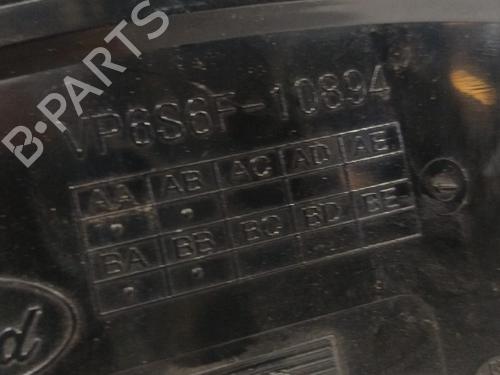 B-PARTS
VP6S6F-10894
AA AB AC AD AE
BA BB BC BD BE